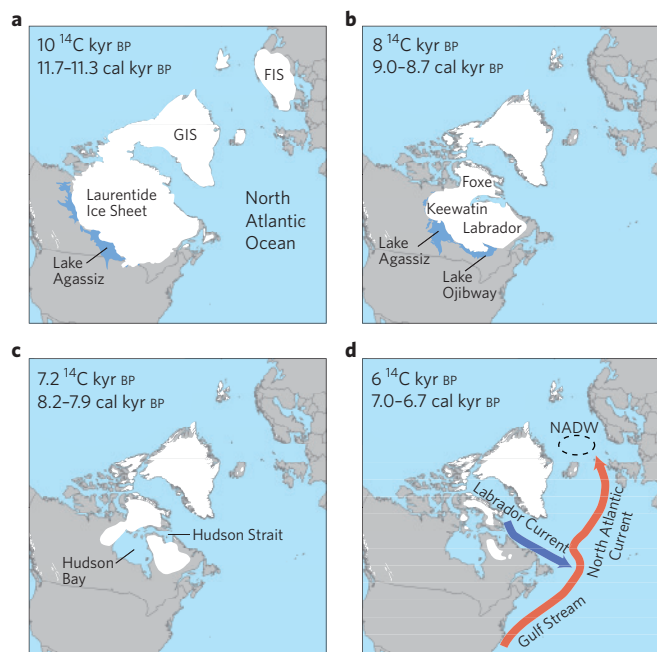 a
10 ¹⁴C kyr BP
11.7–11.3 cal kyr BP
FIS
GIS
Laurentide
Ice Sheet
North
Atlantic
Ocean
Lake
Agassiz
b
8 ¹⁴C kyr BP
9.0–8.7 cal kyr BP
Foxe
Keewatin
Labrador
Lake
Agassiz
Lake
Ojibway
c
7.2 ¹⁴C kyr BP
8.2–7.9 cal kyr BP
Hudson Strait
Hudson
Bay
d
6 ¹⁴C kyr BP
7.0–6.7 cal kyr BP
NADW
Labrador Current
North Atlantic
Current
Gulf Stream